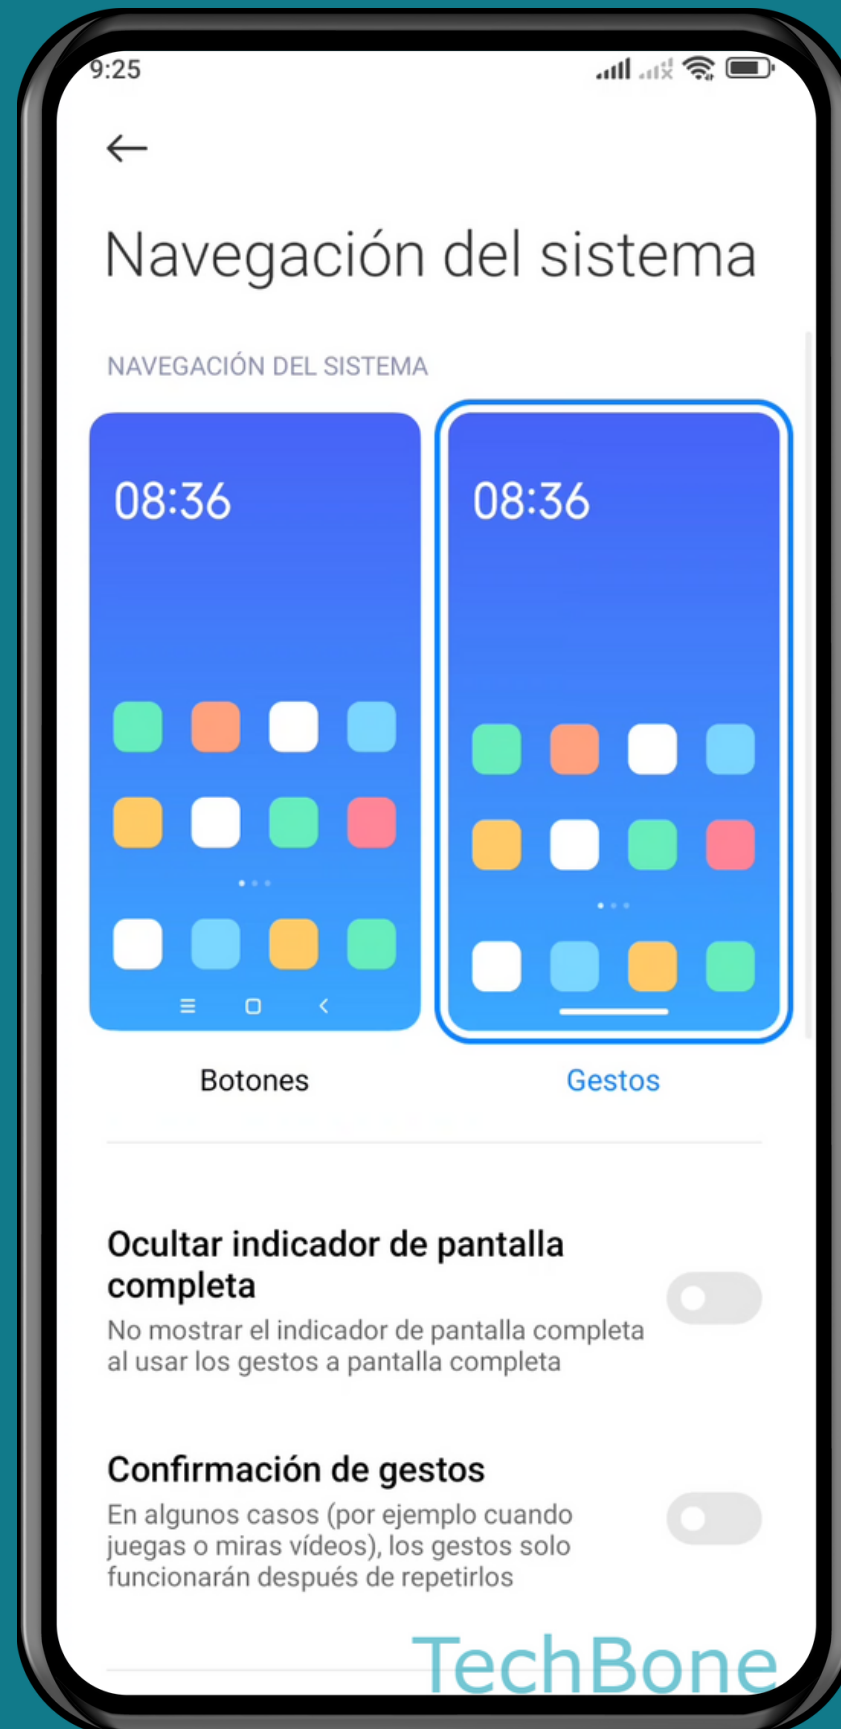 9:25
Navegación del sistema
NAVEGACIÓN DEL SISTEMA
08:36
08:36
Botones
Gestos
Ocultar indicador de pantalla
completa
No mostrar el indicador de pantalla completa
al usar los gestos a pantalla completa
Confirmación de gestos
En algunos casos (por ejemplo cuando
juegas o miras vídeos), los gestos solo
funcionarán después de repetirlos
TechBone